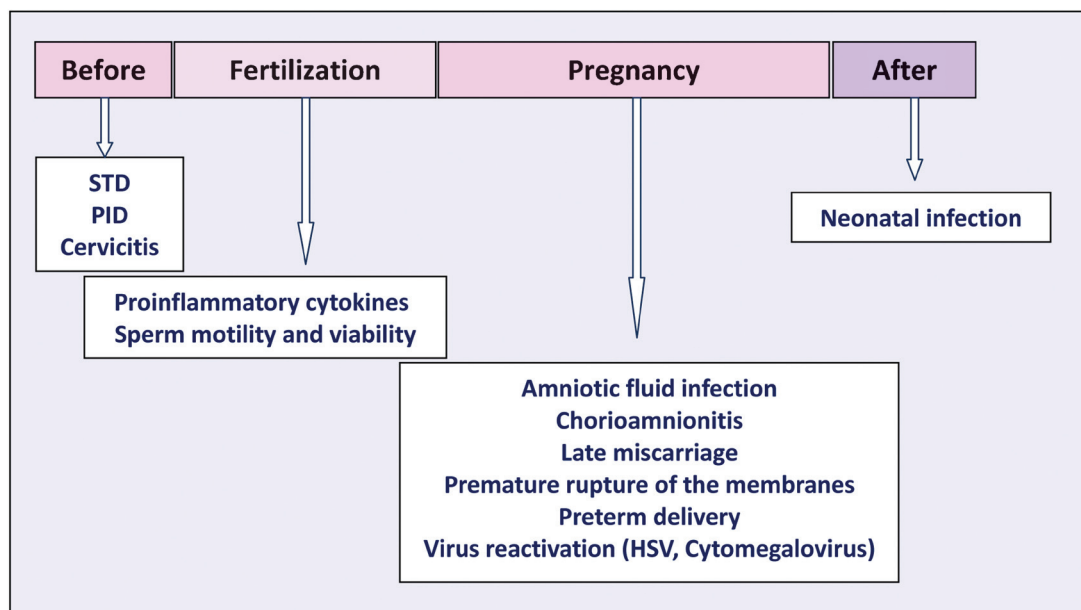 Before
Fertilization
Pregnancy
After
STD
PID
Cervicitis
Neonatal infection
Proinflammatory cytokines
Sperm motility and viability
Amniotic fluid infection
Chorioamnionitis
Late miscarriage
Premature rupture of the membranes
Preterm delivery
Virus reactivation (HSV, Cytomegalovirus)